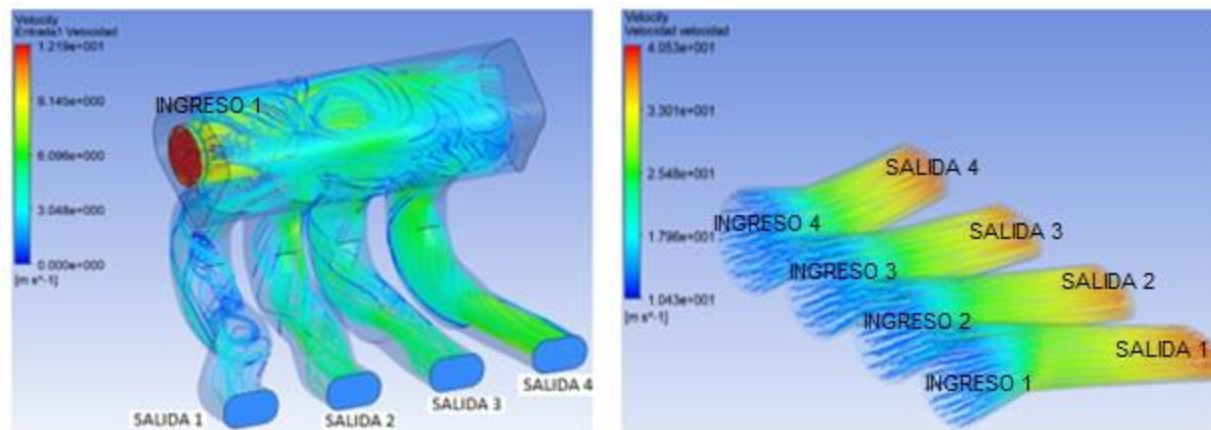 Velocity
Entrada1 Velocidad
1.219e+001
9.145e+000
6.096e+000
3.048e+000
0.000e+000
[m s^-1]
INGRESO 1
SALIDA 1
SALIDA 2
SALIDA 3
SALIDA 4
Velocity
Velocidad velocidad
4.053e+001
3.301e+001
2.548e+001
1.796e+001
1.043e+001
[m s^-1]
SALIDA 4
INGRESO 4
SALIDA 3
INGRESO 3
SALIDA 2
INGRESO 2
SALIDA 1
INGRESO 1